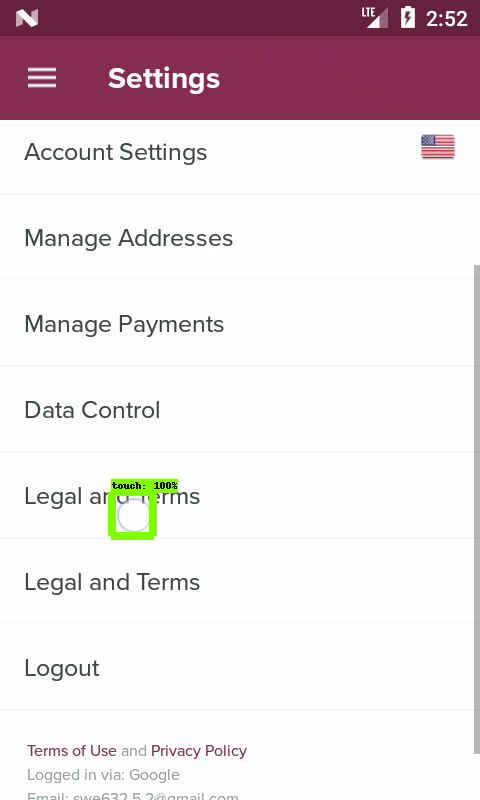 LTE 2:52
Settings
Account Settings
Manage Addresses
Manage Payments
Data Control
touch: 100%
Legal and Terms
Legal and Terms
Logout
Terms of Use and Privacy Policy
Logged in via: Google
Email: swe632.5.2@gmail.com